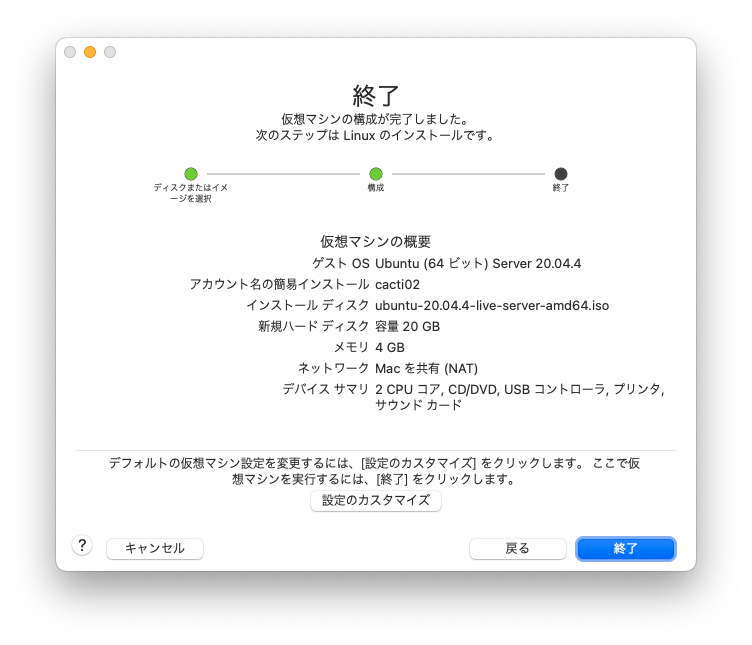 終了
仮想マシンの構成が完了しました。
次のステップは Linux のインストールです。
ディスクまたはイメ
ージを選択
構成
終了
仮想マシンの概要
ゲスト OS Ubuntu (64 ビット) Server 20.04.4
アカウント名の簡易インストール cacti02
インストール ディスク ubuntu-20.04.4-live-server-amd64.iso
新規ハード ディスク 容量 20 GB
メモリ 4 GB
ネットワーク Mac を共有 (NAT)
デバイス サマリ 2 CPU コア, CD/DVD, USB コントローラ, プリンタ,
サウンド カード
デフォルトの仮想マシン設定を変更するには、[設定のカスタマイズ] をクリックします。 ここで仮
想マシンを実行するには、[終了] をクリックします。
設定のカスタマイズ
? キャンセル 戻る 終了